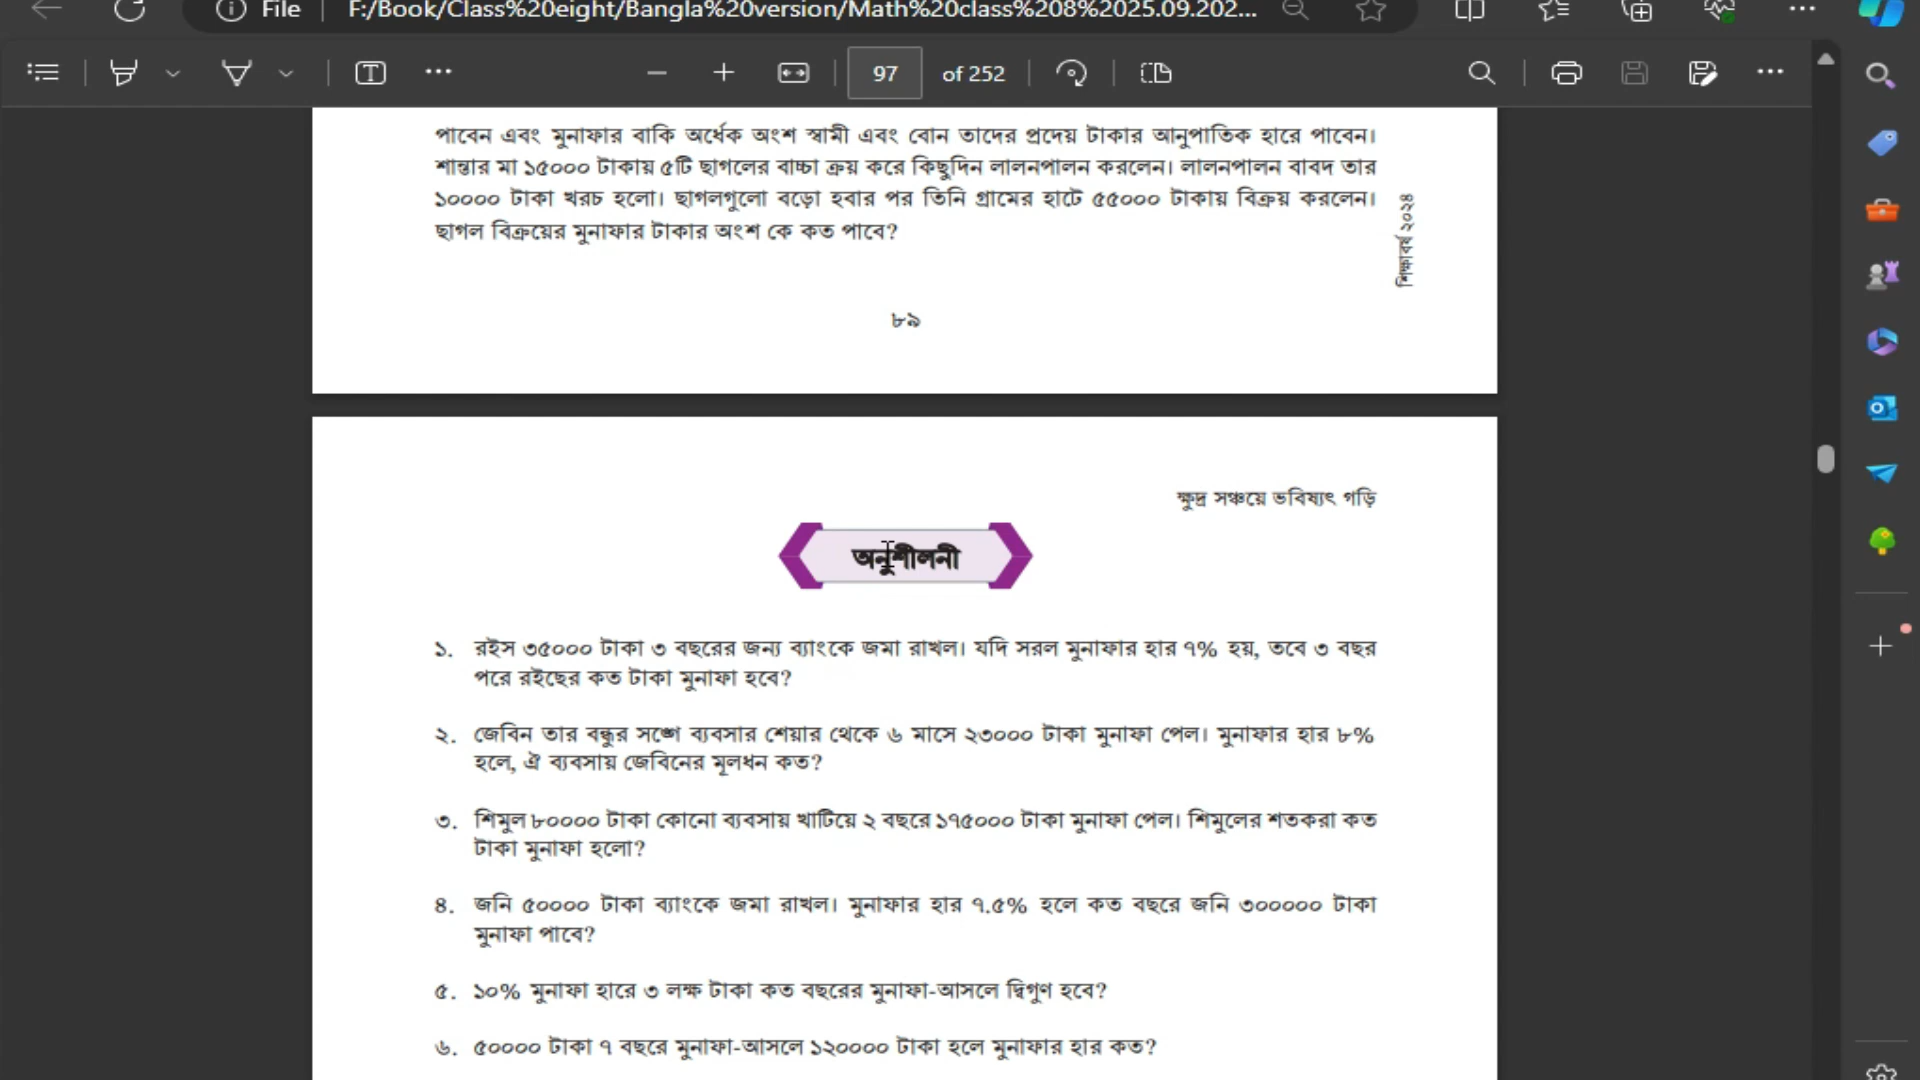 File
F:/Book/Class%20eight/Bangla%20version/Math%20class%208%2025.09.202...
97 of 252
পাবেন এবং মুনাফার বাকি অর্ধেক অংশ স্বামী এবং বোন তাদের প্রদেয় টাকার আনুপাতিক হারে পাবেন।
শান্তার মা ১৫০০০ টাকায় ৫টি ছাগলের বাচ্চা ক্রয় করে কিছুদিন লালনপালন করলেন। লালনপালন বাবদ তার
১০০০০ টাকা খরচ হলো। ছাগলগুলো বড়ো হবার পর তিনি গ্রামের হাটে ৫৫০০০ টাকায় বিক্রয় করলেন।
ছাগল বিক্রয়ের মুনাফার টাকার অংশ কে কত পাবে?
শিক্ষাবর্ষ ২০২৪
৮৯
ক্ষুদ্র সঞ্চয়ে ভবিষ্যৎ গড়ি
অনুশীলনী
১. রইস ৩৫০০০ টাকা ৩ বছরের জন্য ব্যাংকে জমা রাখল। যদি সরল মুনাফার হার ৭% হয়, তবে ৩ বছর
পরে রইছের কত টাকা মুনাফা হবে?
২. জেবিন তার বন্ধুর সঙ্গে ব্যবসার শেয়ার থেকে ৬ মাসে ২৩০০০ টাকা মুনাফা পেল। মুনাফার হার ৮%
হলে, ঐ ব্যবসায় জেবিনের মূলধন কত?
৩. শিমুল ৮০০০০ টাকা কোনো ব্যবসায় খাটিয়ে ২ বছরে ১৭৫০০০ টাকা মুনাফা পেল। শিমুলের শতকরা কত
টাকা মুনাফা হলো?
৪. জনি ৫০০০০ টাকা ব্যাংকে জমা রাখল। মুনাফার হার ৭.৫% হলে কত বছরে জনি ৩০০০০০ টাকা
মুনাফা পাবে?
৫. ১০% মুনাফা হারে ৩ লক্ষ টাকা কত বছরের মুনাফা-আসলে দ্বিগুণ হবে?
৬. ৫০০০০ টাকা ৭ বছরে মুনাফা-আসলে ১২০০০০ টাকা হলে মুনাফার হার কত?